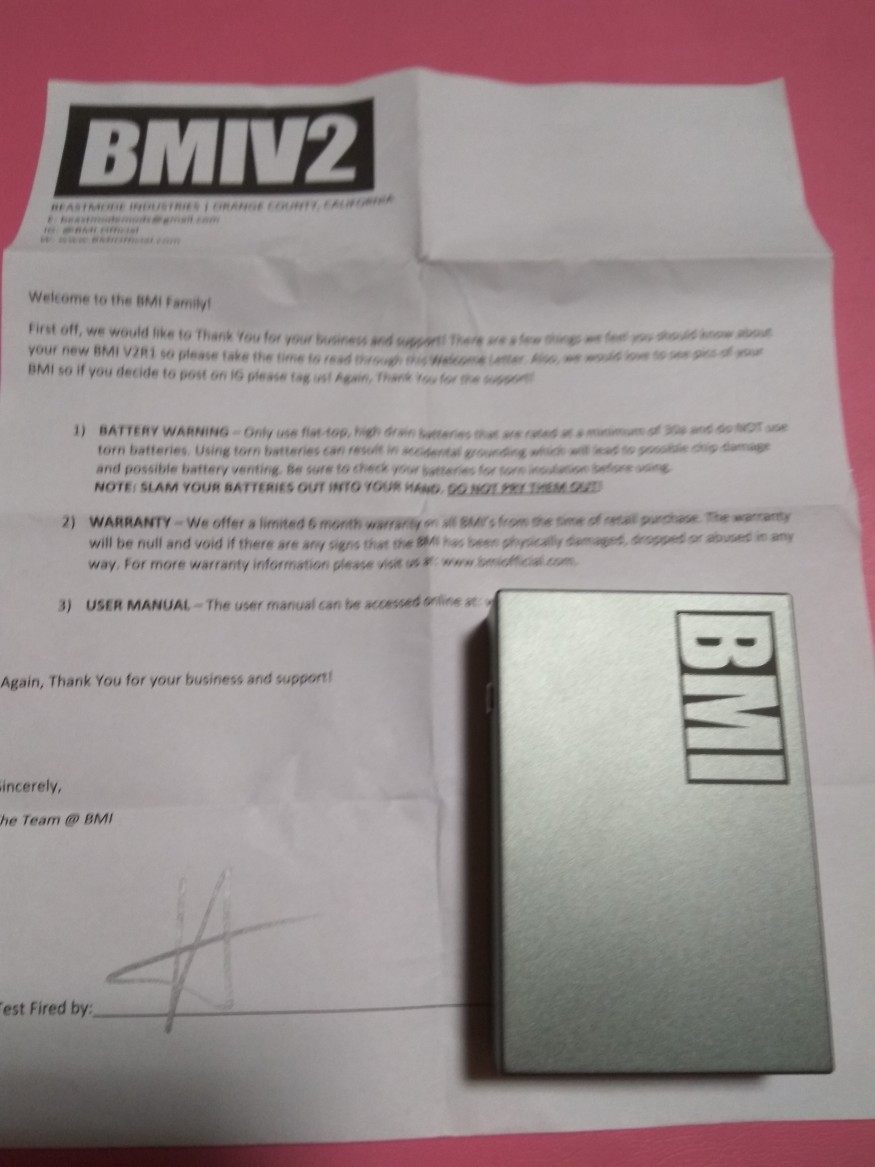 BMIV2
BEASTMODE INDUSTRIES | ORANGE COUNTY, CALIFORNIA
E: beastmodemods@gmail.com
W: www.bmiofficial.com
Welcome to the BMI Family!
First off, we would like to Thank You for your business and support! There are a few things we feel you should know about
your new BMI V2R1 so please take the time to read through this Welcome Letter. Also, we would love to see pics of your
BMI so if you decide to post on IG please tag us! Again, Thank You for the support!
1) BATTERY WARNING – Only use flat-top, high drain batteries that are rated at a minimum of 30a and do NOT use
torn batteries. Using torn batteries can result in accidental grounding which will lead to possible chip damage
and possible battery venting. Be sure to check your batteries for torn insulation before using.
NOTE: SLAM YOUR BATTERIES OUT INTO YOUR HAND. DO NOT PRY THEM OUT!
2) WARRANTY – We offer a limited 6 month warranty on all BMI's from the time of retail purchase. The warranty
will be null and void if there are any signs that the BMI has been physically damaged, dropped or abused in any
way. For more warranty information please visit us at: www.bmiofficial.com.
3) USER MANUAL – The user manual can be accessed online at:
Again, Thank You for your business and support!
incerely,
he Team @ BMI
est Fired by:
BMI